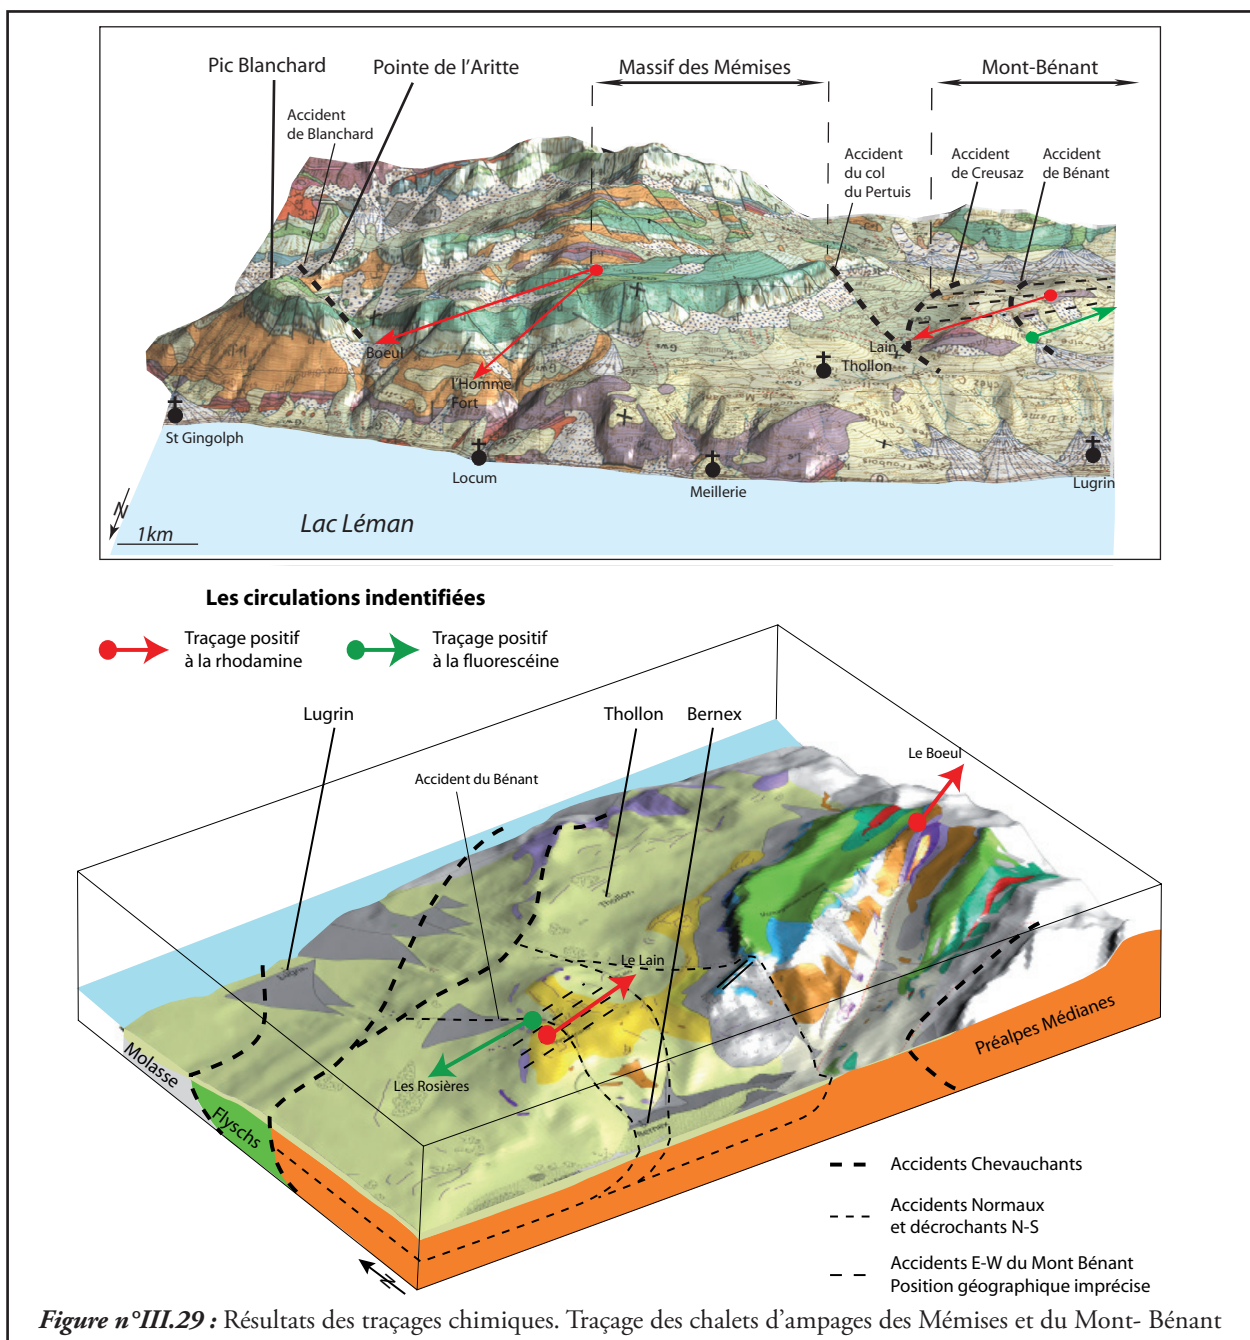 Pic Blanchard
Pointe de l'Aritte
Massif des Mémises
Mont-Bénant
Accident
de Blanchard
Accident
du col
du Pertuis
Accident
de Creusaz
Accident
de Bénant
Boeul
l'Homme
Fort
Lain
Thollon
St Gingolph
Locum
Meillerie
Lugrin
N
1km
Lac Léman
Les circulations indentifiées
Traçage positif
à la rhodamine
Traçage positif
à la fluorescéine
Lugrin
Thollon
Bernex
Le Boeul
Accident du Bénant
Thollon
Le Lain
Les Rosières
Bernex
Molasse
Flyschs
Préalpes Médianes
N
Accidents Chevauchants
Accidents Normaux
et décrochants N-S
Accidents E-W du Mont Bénant
Position géographique imprécise
Figure n°III.29 : Résultats des traçages chimiques. Traçage des chalets d'ampages des Mémises et du Mont- Bénant